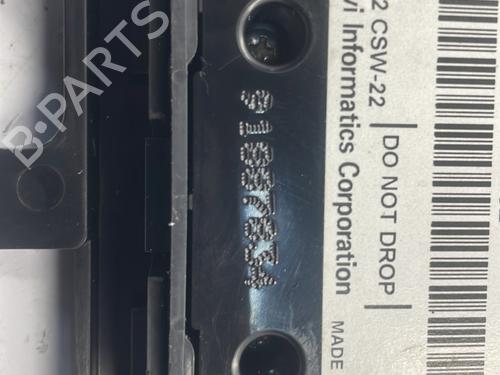 2 CSW-22
DO NOT DROP
vi Informatics Corporation
MADE
B-PARTS